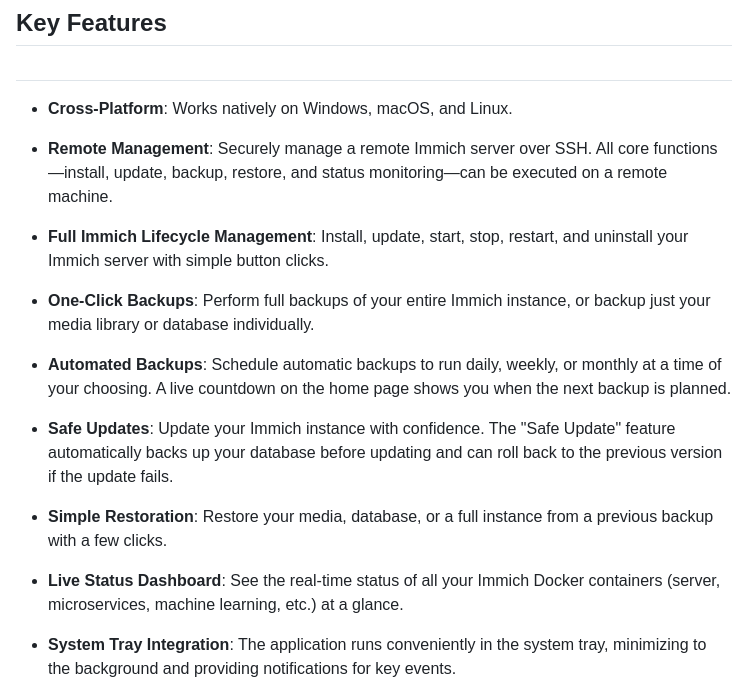 Key Features
Cross-Platform: Works natively on Windows, macOS, and Linux.
Remote Management: Securely manage a remote Immich server over SSH. All core functions
—install, update, backup, restore, and status monitoring—can be executed on a remote
machine.
Full Immich Lifecycle Management: Install, update, start, stop, restart, and uninstall your
Immich server with simple button clicks.
One-Click Backups: Perform full backups of your entire Immich instance, or backup just your
media library or database individually.
Automated Backups: Schedule automatic backups to run daily, weekly, or monthly at a time of
your choosing. A live countdown on the home page shows you when the next backup is planned.
Safe Updates: Update your Immich instance with confidence. The "Safe Update" feature
automatically backs up your database before updating and can roll back to the previous version
if the update fails.
Simple Restoration: Restore your media, database, or a full instance from a previous backup
with a few clicks.
Live Status Dashboard: See the real-time status of all your Immich Docker containers (server,
microservices, machine learning, etc.) at a glance.
System Tray Integration: The application runs conveniently in the system tray, minimizing to
the background and providing notifications for key events.